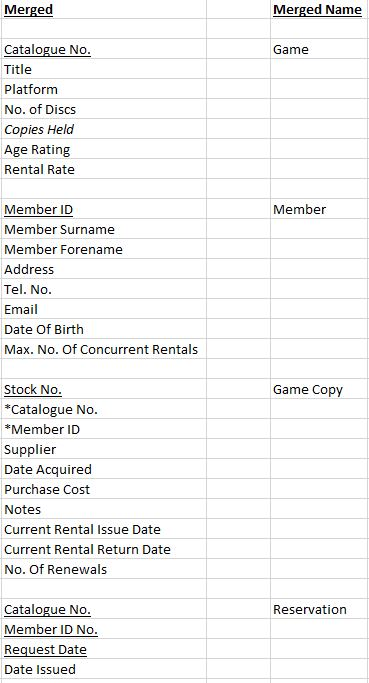 Merged Merged Name
Catalogue No. Game
Title
Platform
No. of Discs
Copies Held
Age Rating
Rental Rate
Member ID Member
Member Surname
Member Forename
Address
Tel. No.
Email
Date Of Birth
Max. No. Of Concurrent Rentals
Stock No. Game Copy
*Catalogue No.
*Member ID
Supplier
Date Acquired
Purchase Cost
Notes
Current Rental Issue Date
Current Rental Return Date
No. Of Renewals
Catalogue No. Reservation
Member ID No.
Request Date
Date Issued